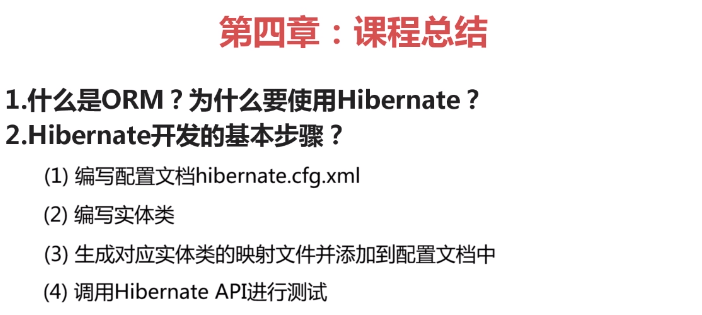 第四章：课程总结
1.什么是ORM？为什么要使用Hibernate？
2.Hibernate开发的基本步骤？
(1) 编写配置文档hibernate.cfg.xml
(2) 编写实体类
(3) 生成对应实体类的映射文件并添加到配置文档中
(4) 调用Hibernate API进行测试